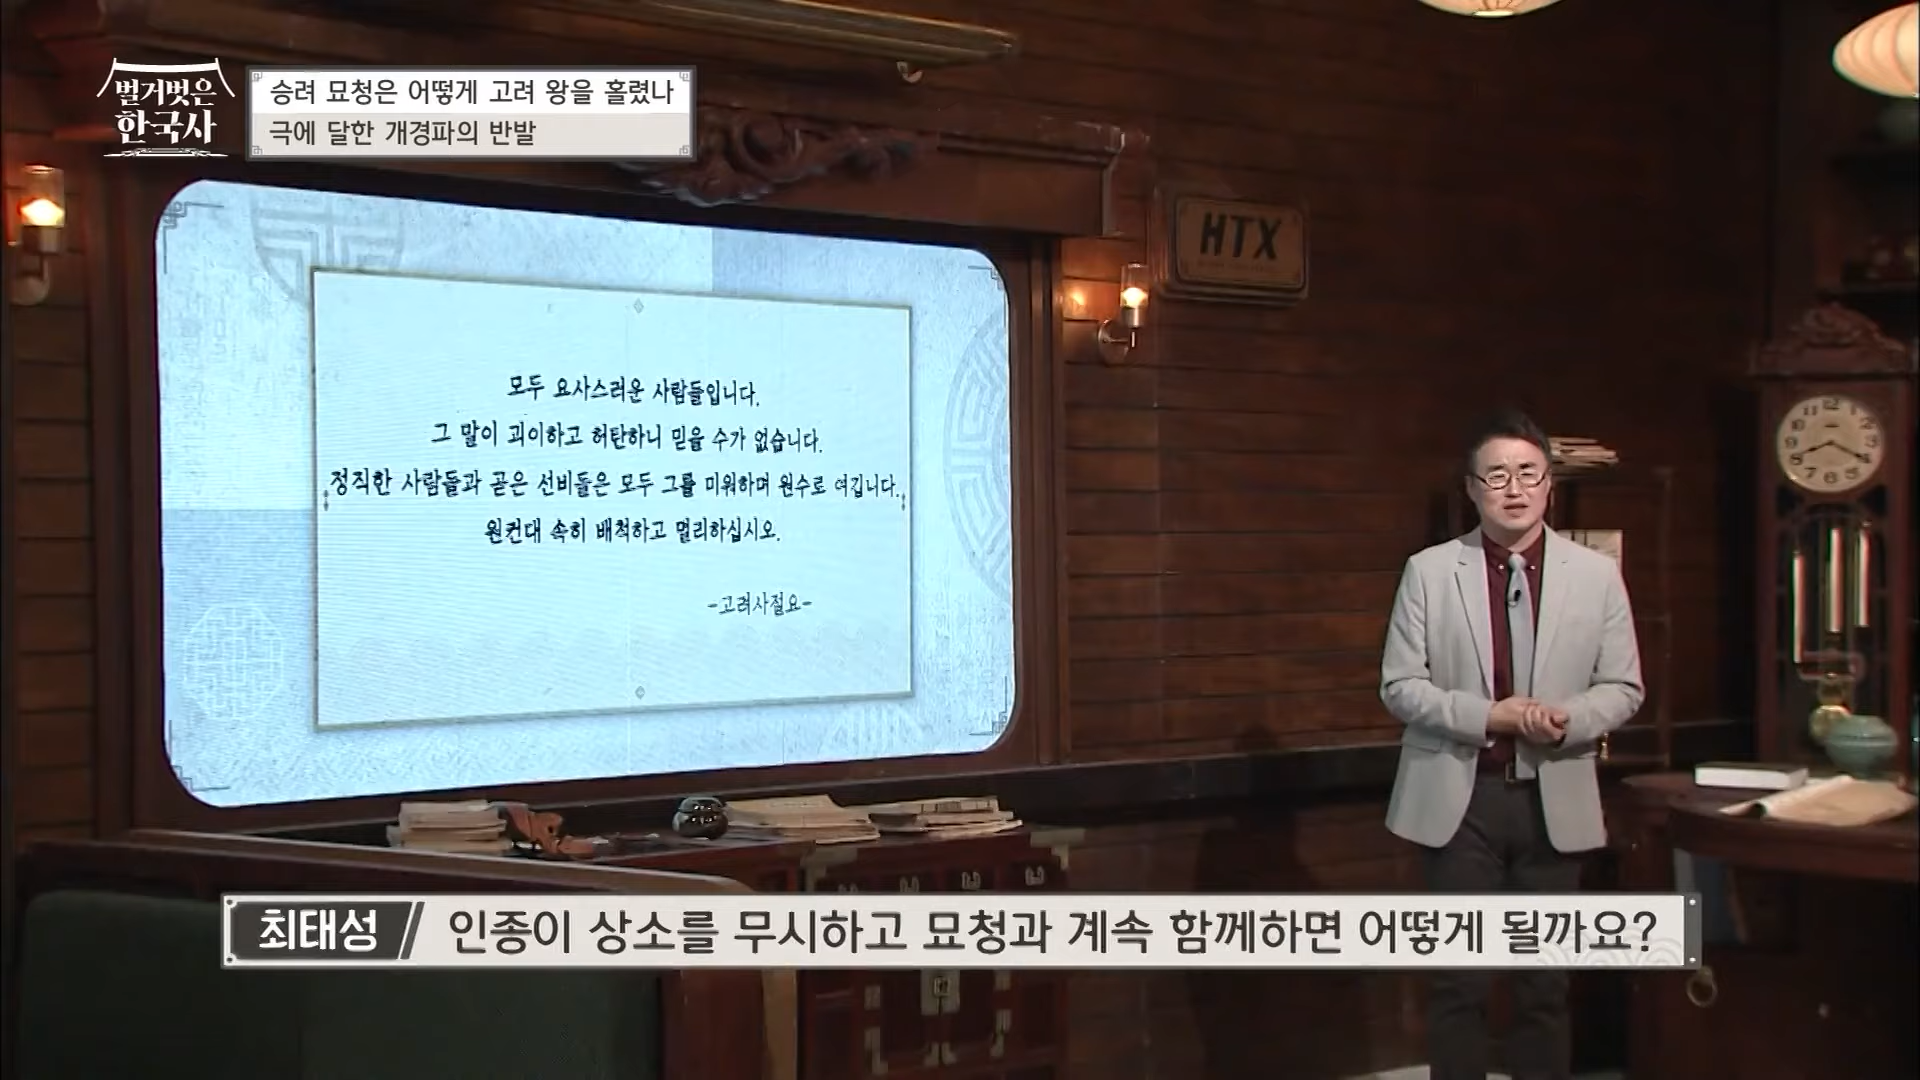 벌거벗은
한국사
승려 묘청은 어떻게 고려 왕을 홀렸나
극에 달한 개경파의 반발
HTX
모두 요사스러운 사람들입니다.
그 말이 괴이하고 허탄하니 믿을 수가 없습니다.
정직한 사람들과 곧은 선비들은 모두 그를 미워하며 원수로 여깁니다.
원컨대 속히 배척하고 멀리하십시오.
-고려사절요-
최태성 인종이 상소를 무시하고 묘청과 계속 함께하면 어떻게 될까요?